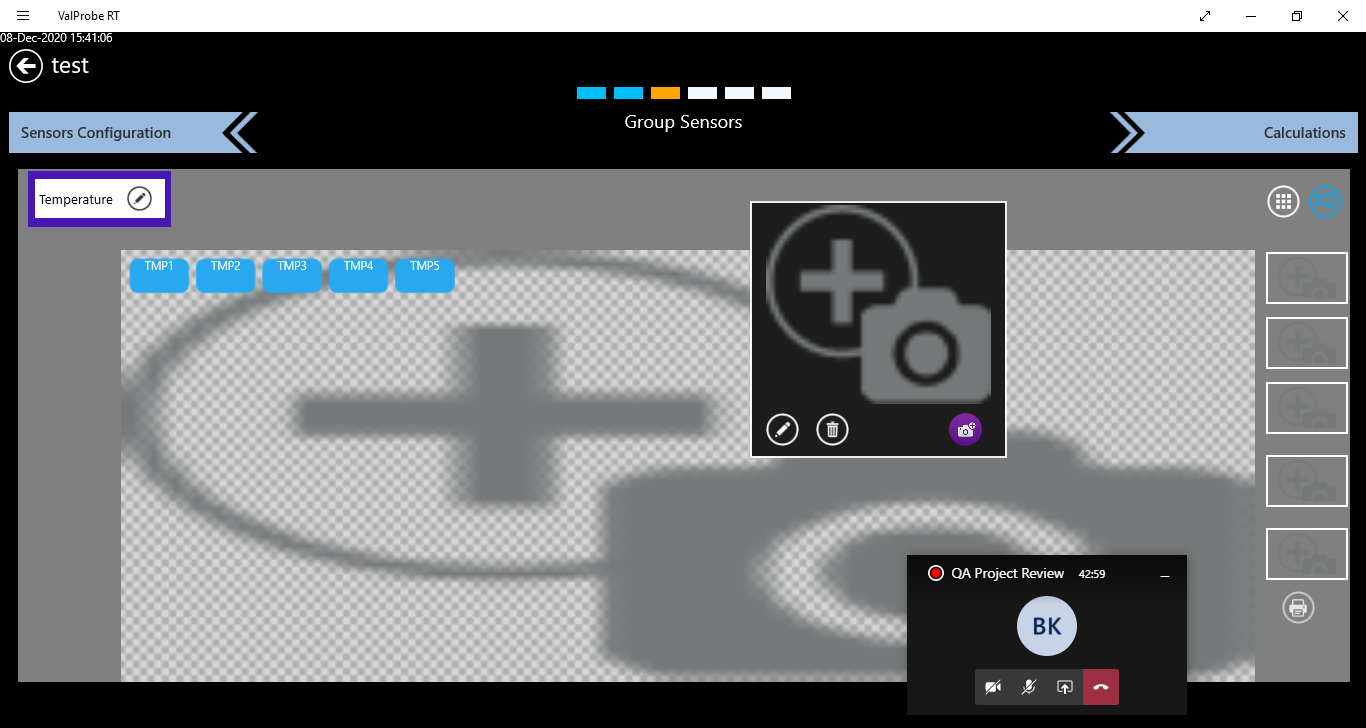 ValProbe RT
08-Dec-2020 15:41:06
test
Group Sensors
Sensors Configuration
Calculations
Temperature
TMP1 TMP2 TMP3 TMP4 TMP5
QA Project Review 42:59
BK